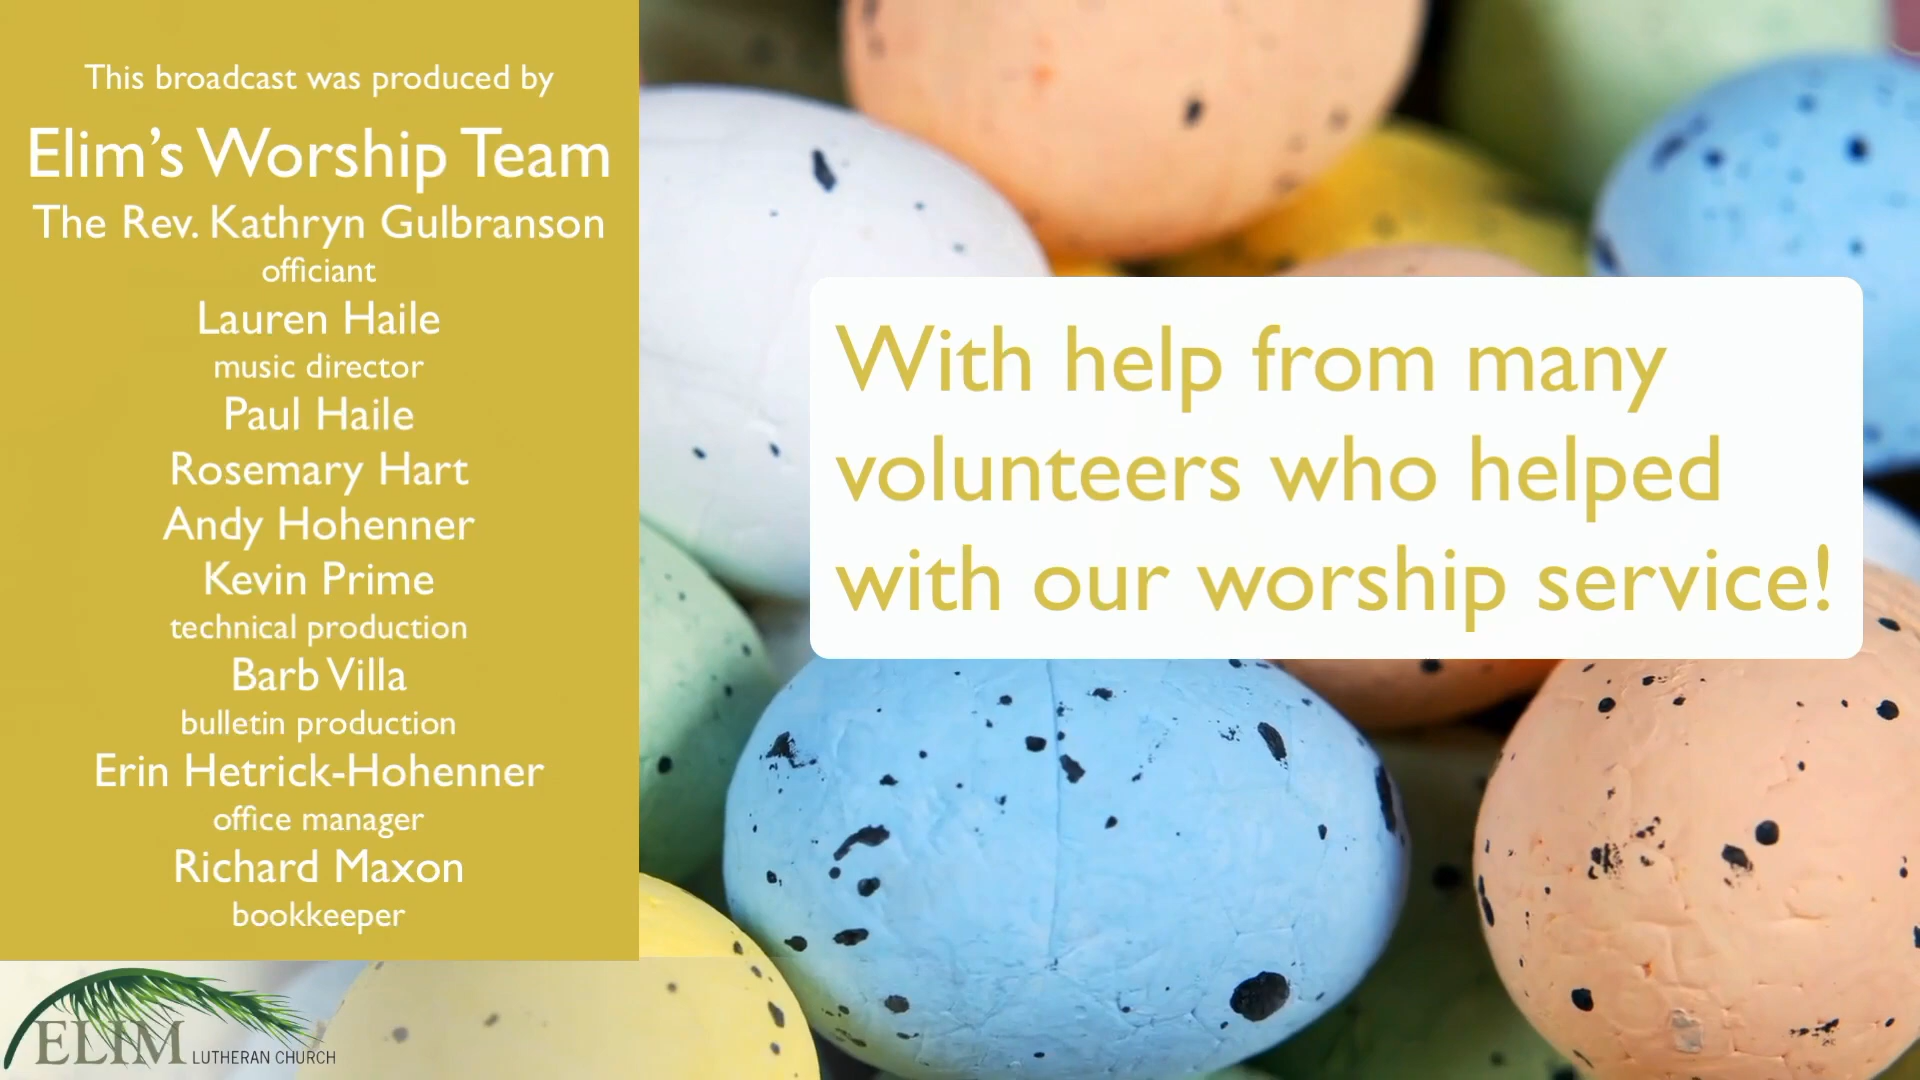 This broadcast was produced by
Elim's Worship Team
The Rev. Kathryn Gulbranson
officiant
Lauren Haile
music director
Paul Haile
Rosemary Hart
Andy Hohenner
Kevin Prime
technical production
Barb Villa
bulletin production
Erin Hetrick-Hohenner
office manager
Richard Maxon
bookkeeper
With help from many
volunteers who helped
with our worship service!
ELIM LUTHERAN CHURCH